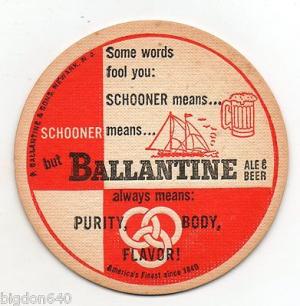 Some words
fool you:
SCHOONER means...
SCHOONER means...
but BALLANTINE ALE & BEER
always means:
PURITY, BODY,
FLAVOR!
America's Finest since 1840
P. BALLANTINE & SONS, NEWARK, N. J.
bigdon640